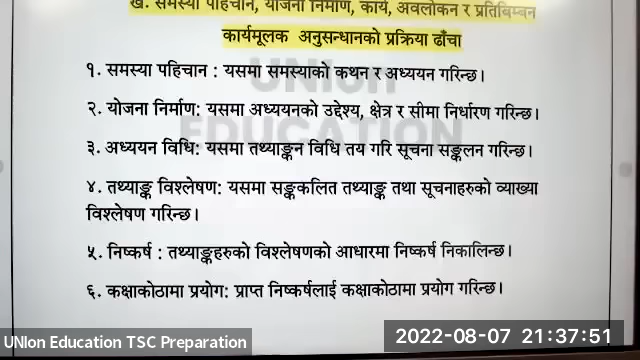 ख. समस्या पहिचान, योजना निर्माण, कार्य, अवलोकन र प्रतिबिम्बन
कार्यमूलक अनुसन्धानको प्रक्रिया ढाँचा
१. समस्या पहिचान : यसमा समस्याको कथन र अध्ययन गरिन्छ।
२. योजना निर्माण: यसमा अध्ययनको उद्देश्य, क्षेत्र र सीमा निर्धारण गरिन्छ।
३. अध्ययन विधि: यसमा तथ्याङ्कन विधि तय गरि सूचना सङ्कलन गरिन्छ।
४. तथ्याङ्क विश्लेषण: यसमा सङ्ककलित तथ्याङ्क तथा सूचनाहरुको व्याख्या
विश्लेषण गरिन्छ।
५. निष्कर्ष : तथ्याङ्कहरुको विश्लेषणको आधारमा निष्कर्ष निकालिन्छ।
६. कक्षाकोठामा प्रयोग: प्राप्त निष्कर्षलाई कक्षाकोठामा प्रयोग गरिन्छ।
UNIon
EDUCATION
UNIon Education TSC Preparation
2022-08-07 21:37:51